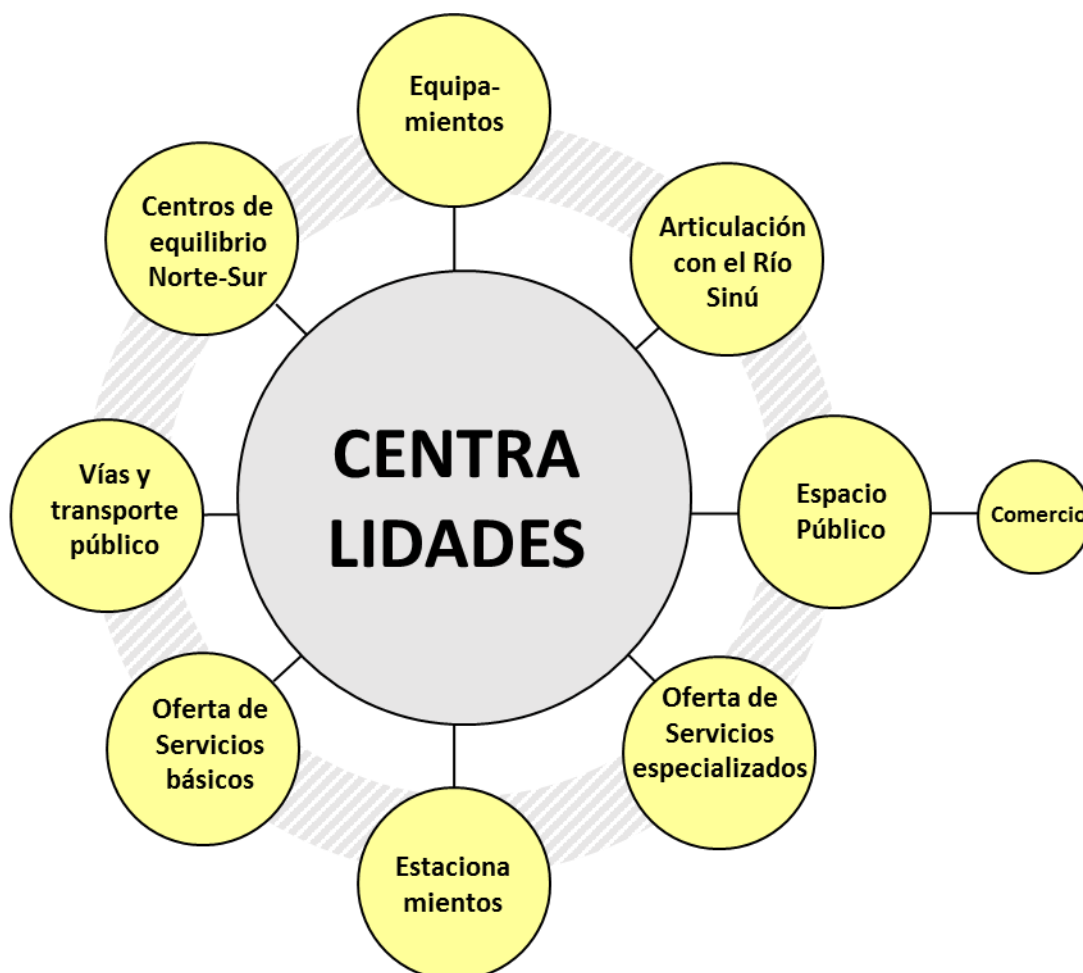 Equipa-
mientos
Centros de
equilibrio
Norte-Sur
Articulación
con el Río
Sinú
CENTRA
LIDADES
Vías y
transporte
público
Espacio
Público
Comercio
Oferta de
Servicios
básicos
Oferta de
Servicios
especializados
Estaciona
mientos